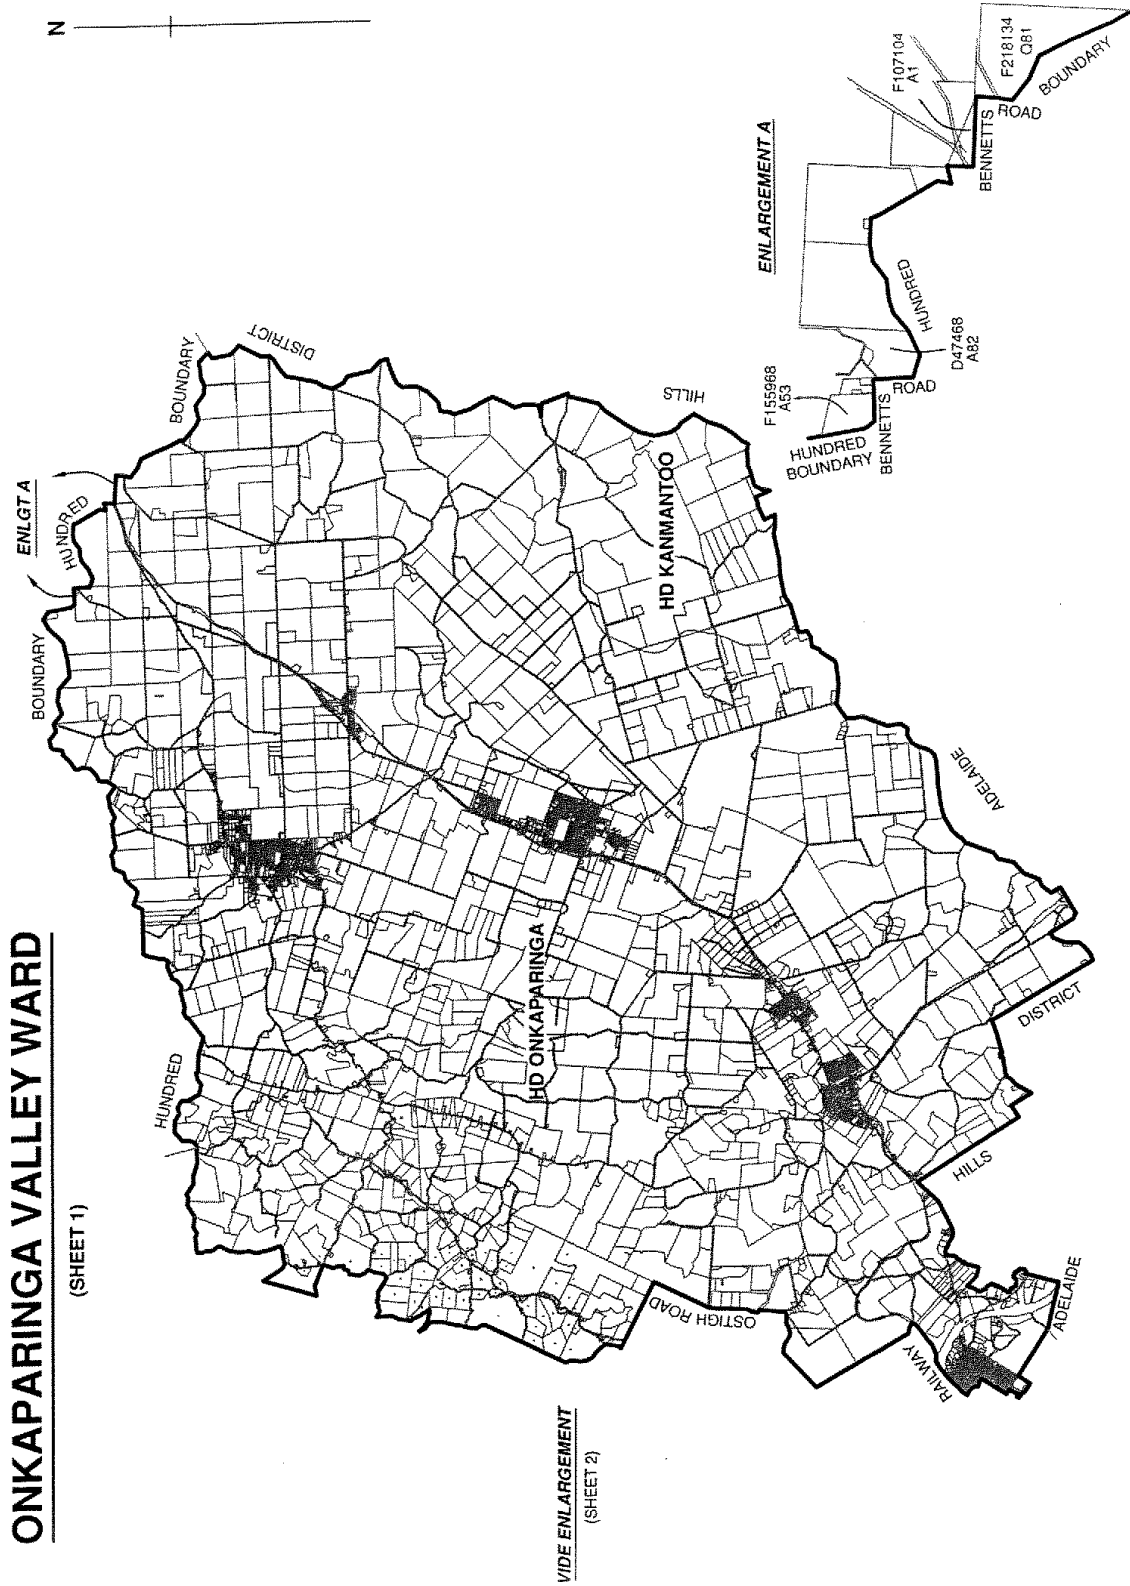 ONKAPARINGA VALLEY WARD
(SHEET 1)
N
ENLGT A
HUNDRED
BOUNDARY
HUNDRED
BOUNDARY
DISTRICT
HILLS
HD KANMANTOO
HD ONKAPARINGA
ADELAIDE
DISTRICT
HILLS
ADELAIDE
RAILWAY
OSTIGH ROAD
VIDE ENLARGEMENT
(SHEET 2)
ENLARGEMENT A
F155968
A53
HUNDRED
BOUNDARY
BENNETTS
ROAD
D47468
A82
HUNDRED
F107104
A1
BENNETTS
ROAD
F218134
Q81
BOUNDARY